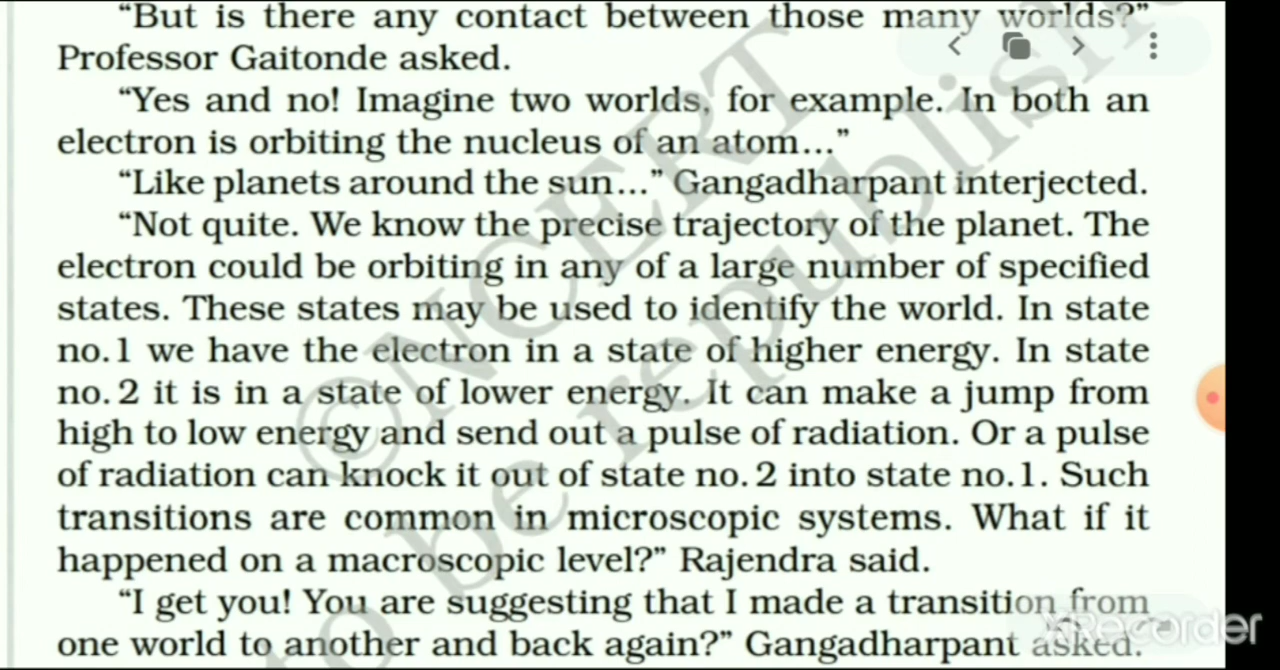 “But is there any contact between those many worlds?”
Professor Gaitonde asked.
“Yes and no! Imagine two worlds, for example. In both an
electron is orbiting the nucleus of an atom...”
“Like planets around the sun...” Gangadharpant interjected.
“Not quite. We know the precise trajectory of the planet. The
electron could be orbiting in any of a large number of specified
states. These states may be used to identify the world. In state
no.1 we have the electron in a state of higher energy. In state
no.2 it is in a state of lower energy. It can make a jump from
high to low energy and send out a pulse of radiation. Or a pulse
of radiation can knock it out of state no.2 into state no.1. Such
transitions are common in microscopic systems. What if it
happened on a macroscopic level?” Rajendra said.
“I get you! You are suggesting that I made a transition from
one world to another and back again?” Gangadharpant asked.
©NCERT
to be republish
XRecorder